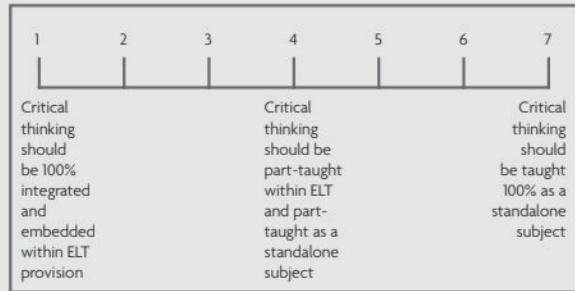 1 2 3 4 5 6 7
Critical
thinking
should
be 100%
integrated
and
embedded
within ELT
provision
Critical
thinking
should be
part-taught
within ELT
and part-
taught as a
standalone
subject
Critical
thinking
should
be taught
100% as a
standalone
subject